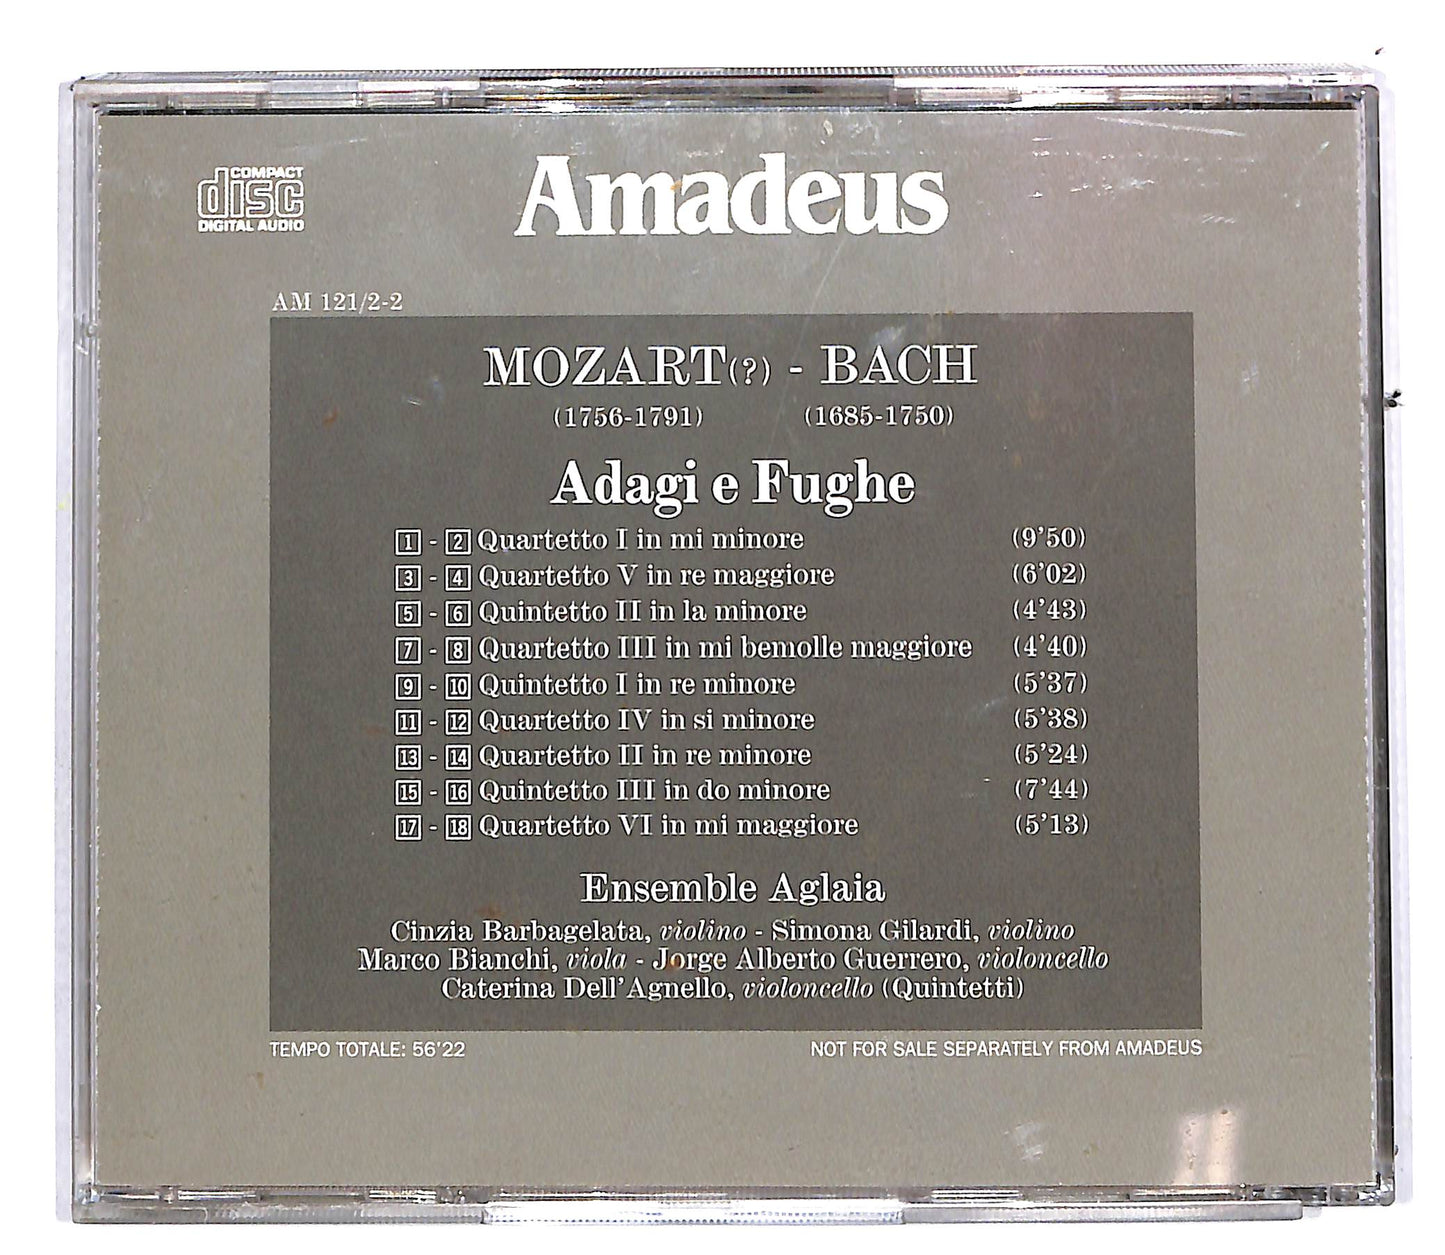 COMPACT
disc
DIGITAL AUDIO
Amadeus
AM 121/2-2
MOZART(?) - BACH
(1756-1791) (1685-1750)
Adagi e Fughe
1 - 2 Quartetto I in mi minore (9'50)
3 - 4 Quartetto V in re maggiore (6'02)
5 - 6 Quintetto II in la minore (4'43)
7 - 8 Quartetto III in mi bemolle maggiore (4'40)
9 - 10 Quintetto I in re minore (5'37)
11 - 12 Quartetto IV in si minore (5'38)
13 - 14 Quartetto II in re minore (5'24)
15 - 16 Quintetto III in do minore (7'44)
17 - 18 Quartetto VI in mi maggiore (5'13)
Ensemble Aglaia
Cinzia Barbagelata, violino - Simona Gilardi, violino
Marco Bianchi, viola - Jorge Alberto Guerrero, violoncello
Caterina Dell'Agnello, violoncello (Quintetti)
TEMPO TOTALE: 56'22 NOT FOR SALE SEPARATELY FROM AMADEUS